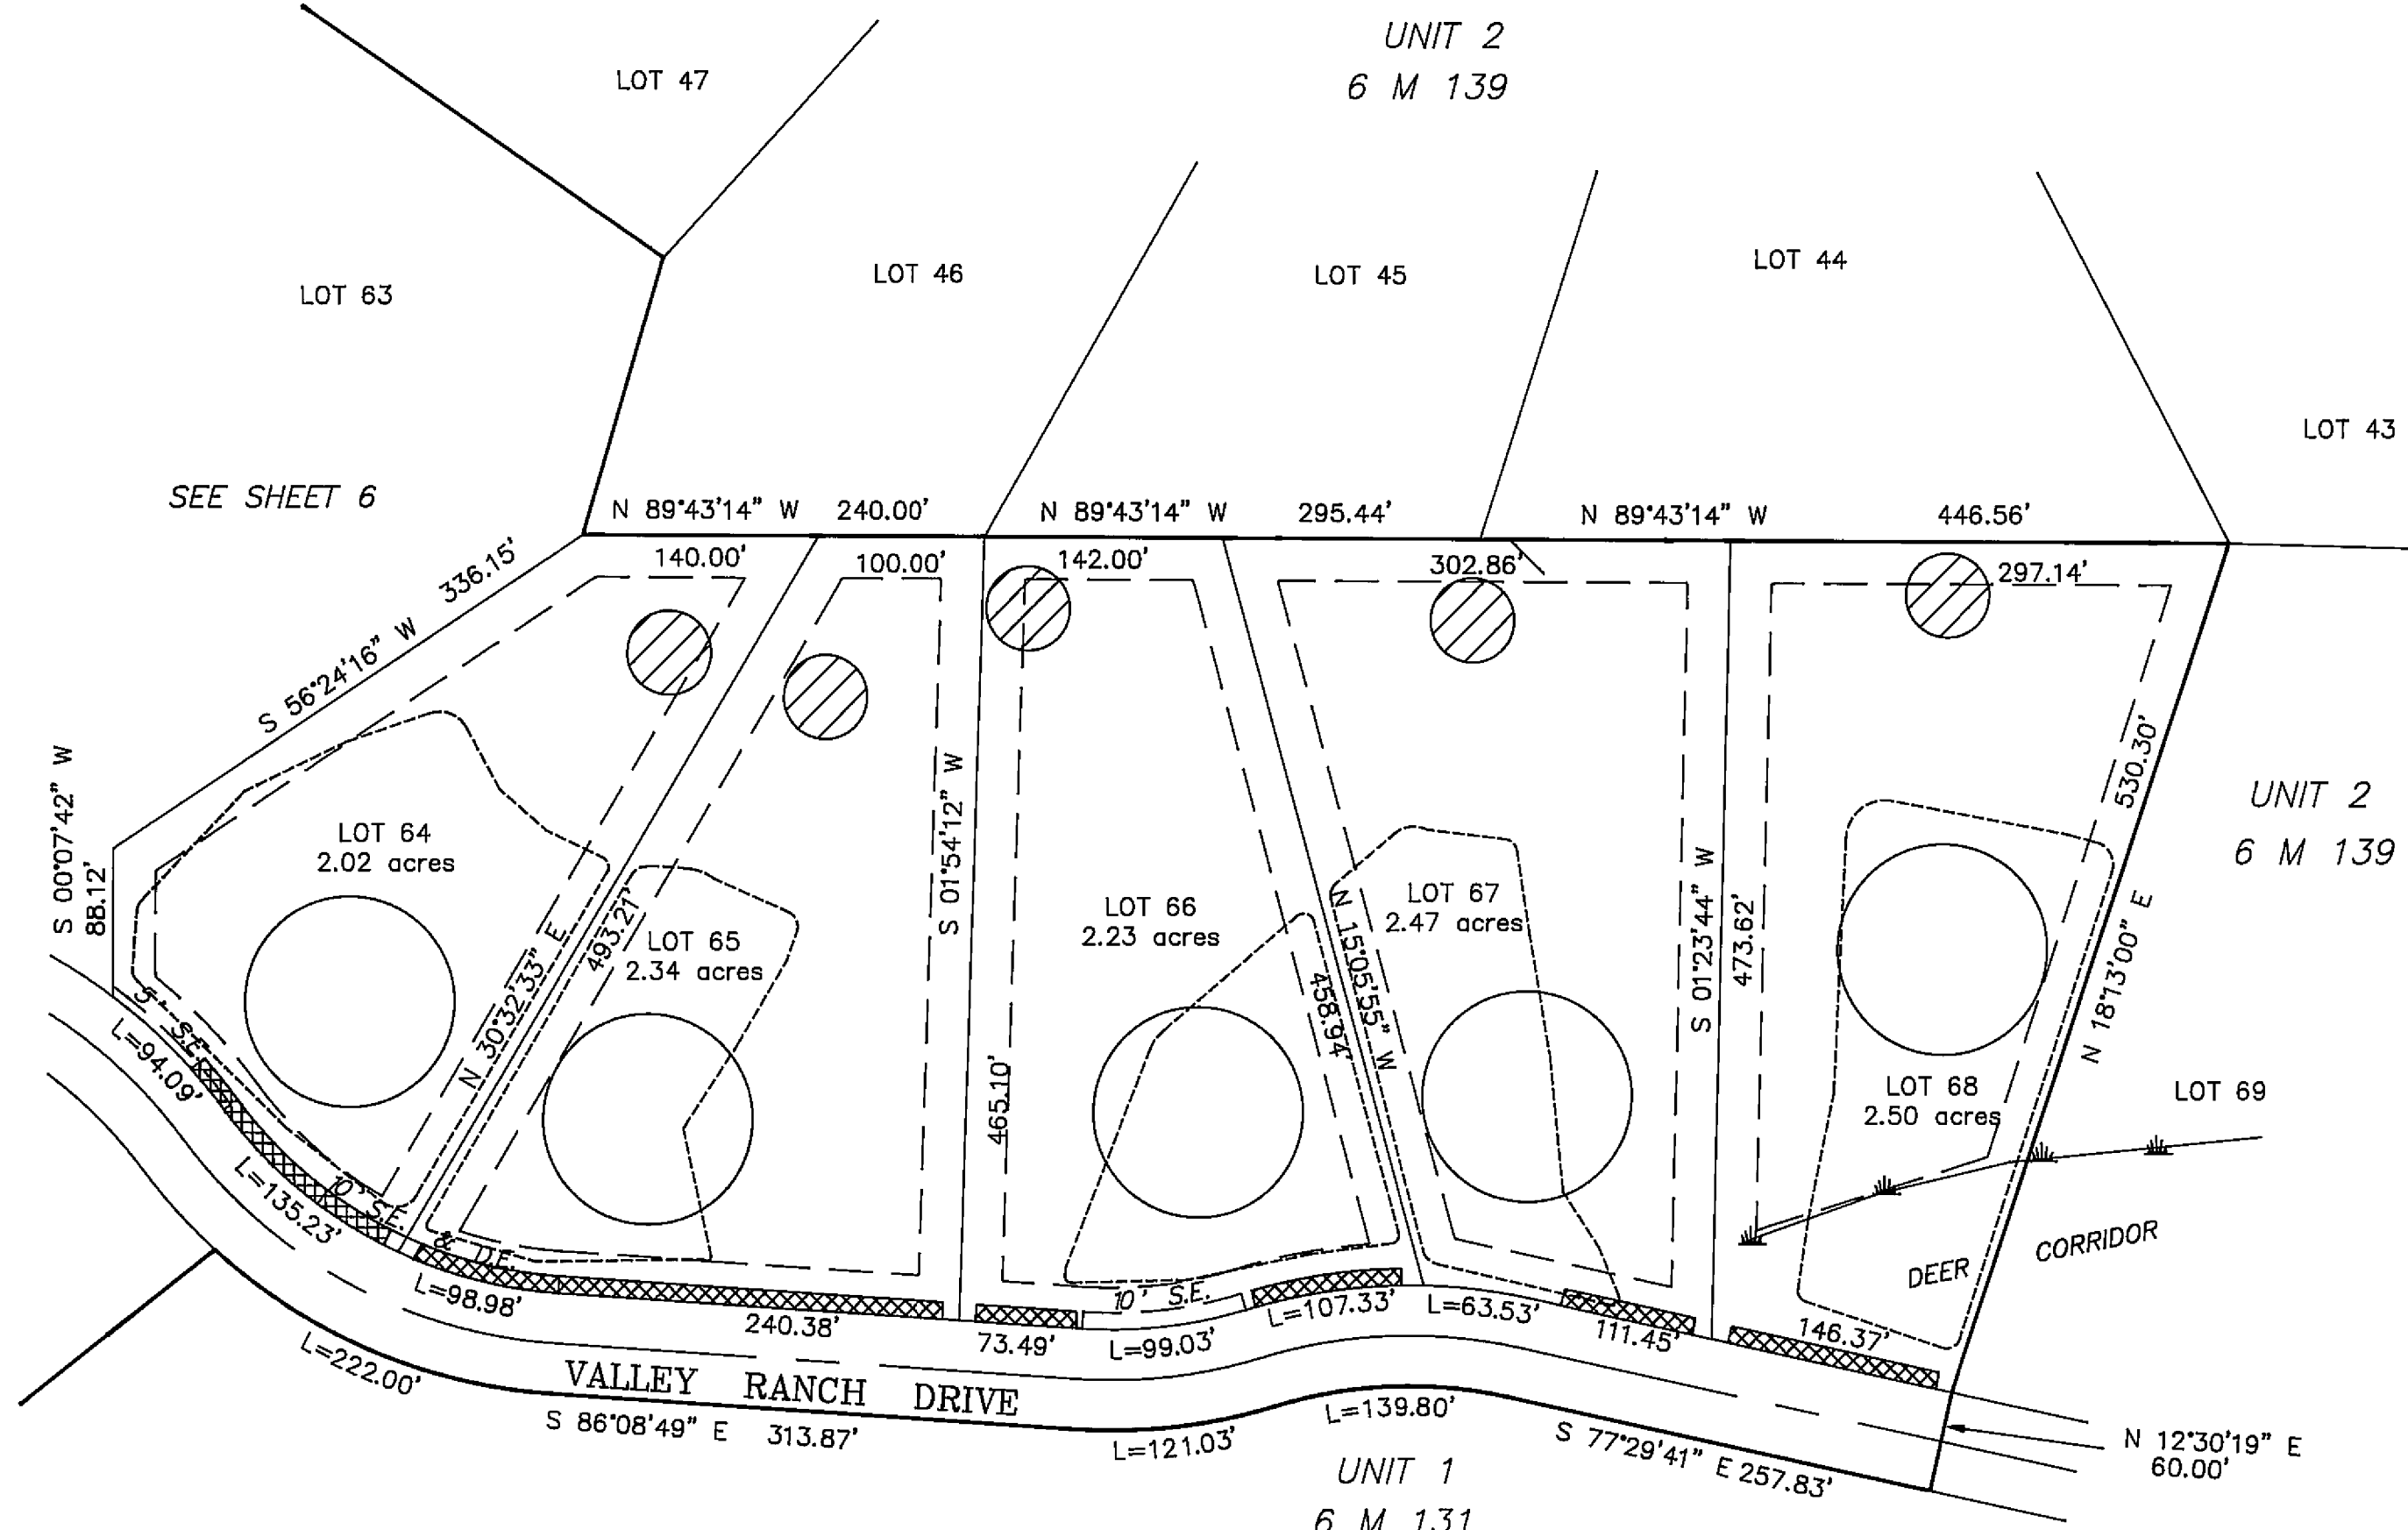 UNIT 2
6 M 139
LOT 47
LOT 63
LOT 46
LOT 45
LOT 44
LOT 43
SEE SHEET 6
N 89°43'14" W 240.00'
N 89°43'14" W 295.44'
N 89°43'14" W 446.56'
140.00'
100.00'
142.00'
302.86'
297.14'
S 56°24'16" W 336.15'
S 00°07'42" W
88.12'
LOT 64
2.02 acres
N 30°32'33" E
493.21'
LOT 65
2.34 acres
S 01°54'12" W
465.10'
LOT 66
2.23 acres
N 15°05'55" W
458.94'
LOT 67
2.47 acres
S 01°23'44" W
473.62'
LOT 68
2.50 acres
530.30'
N 18°13'00" E
UNIT 2
6 M 139
LOT 69
DEER CORRIDOR
5' S.E.
10' S.E. & D.E.
10' S.E.
L=94.09'
L=135.23'
L=98.98'
240.38'
73.49'
L=99.03'
L=107.33'
L=63.53'
111.45'
146.37'
L=222.00'
VALLEY RANCH DRIVE
S 86°08'49" E 313.87'
L=121.03'
L=139.80'
S 77°29'41" E 257.83'
N 12°30'19" E
60.00'
UNIT 1
6 M 131